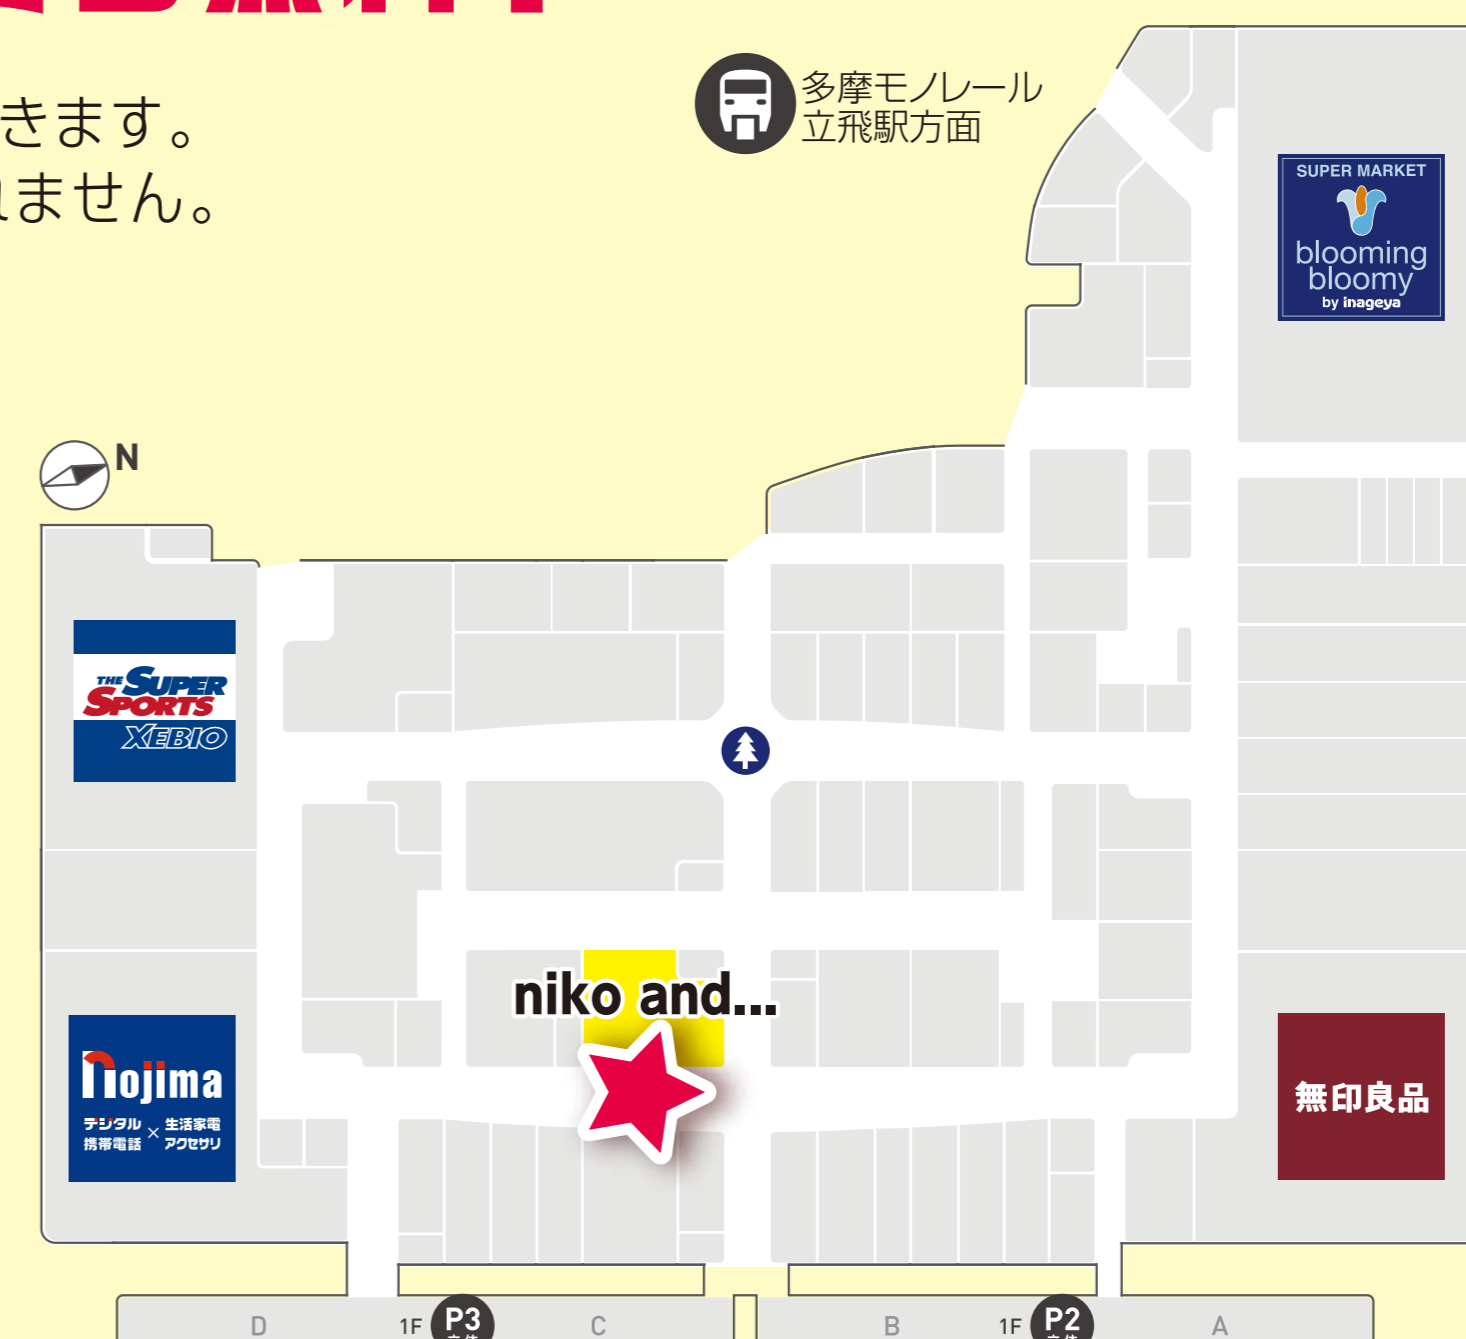 きます。
ません。
多摩モノレール
立飛駅方面
SUPER MARKET
blooming
bloomy
by inageya
N
THE SUPER
SPORTS
XEBIO
niko and...
nojima
デジタル × 生活家電
携帯電話 アクセサリ
無印良品
D
1F P3
C
B
1F P2
A